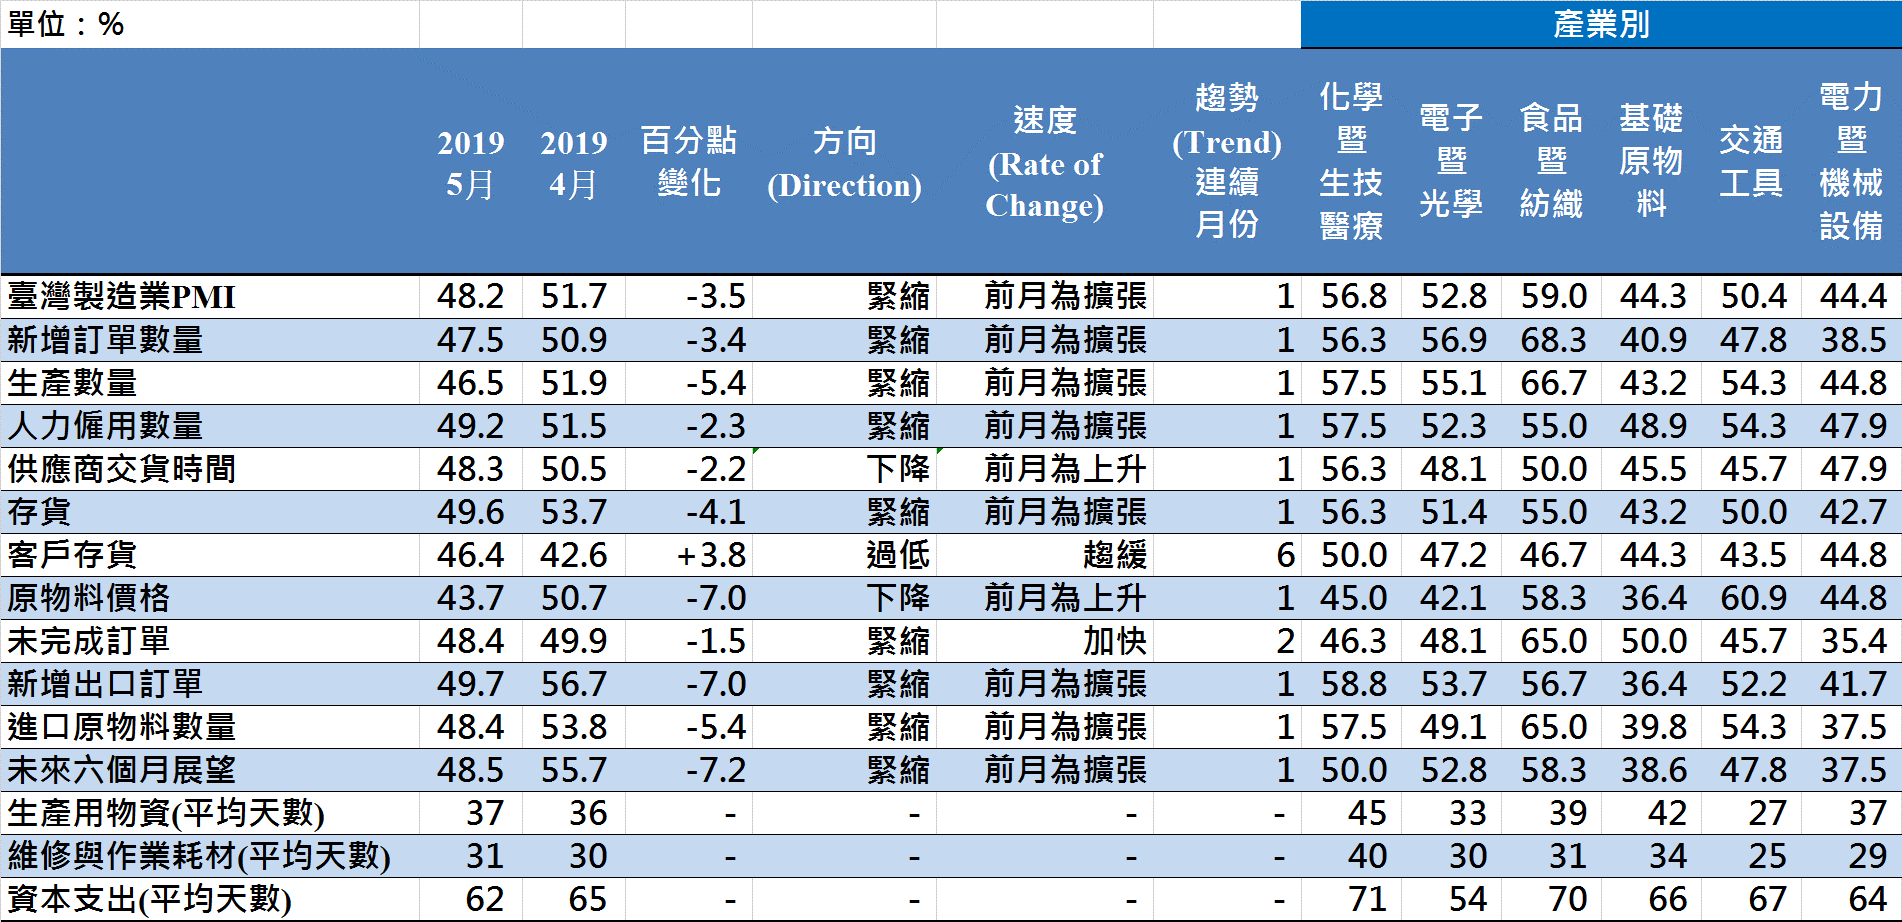 單位：% 產業別
2019 5月 2019 4月 百分點變化 方向(Direction) 速度(Rate of Change) 趨勢(Trend)連續月份 化學暨生技醫療 電子暨光學 食品暨紡織 基礎原物料 交通工具 電力暨機械設備
臺灣製造業PMI 48.2 51.7 -3.5 緊縮 前月為擴張 1 56.8 52.8 59.0 44.3 50.4 44.4
新增訂單數量 47.5 50.9 -3.4 緊縮 前月為擴張 1 56.3 56.9 68.3 40.9 47.8 38.5
生產數量 46.5 51.9 -5.4 緊縮 前月為擴張 1 57.5 55.1 66.7 43.2 54.3 44.8
人力僱用數量 49.2 51.5 -2.3 緊縮 前月為擴張 1 57.5 52.3 55.0 48.9 54.3 47.9
供應商交貨時間 48.3 50.5 -2.2 下降 前月為上升 1 56.3 48.1 50.0 45.5 45.7 47.9
存貨 49.6 53.7 -4.1 緊縮 前月為擴張 1 56.3 51.4 55.0 43.2 50.0 42.7
客戶存貨 46.4 42.6 +3.8 過低 趨緩 6 50.0 47.2 46.7 44.3 43.5 44.8
原物料價格 43.7 50.7 -7.0 下降 前月為上升 1 45.0 42.1 58.3 36.4 60.9 44.8
未完成訂單 48.4 49.9 -1.5 緊縮 加快 2 46.3 48.1 65.0 50.0 45.7 35.4
新增出口訂單 49.7 56.7 -7.0 緊縮 前月為擴張 1 58.8 53.7 56.7 36.4 52.2 41.7
進口原物料數量 48.4 53.8 -5.4 緊縮 前月為擴張 1 57.5 49.1 65.0 39.8 54.3 37.5
未來六個月展望 48.5 55.7 -7.2 緊縮 前月為擴張 1 50.0 52.8 58.3 38.6 47.8 37.5
生產用物資(平均天數) 37 36 - - - - 45 33 39 42 27 37
維修與作業耗材(平均天數) 31 30 - - - - 40 30 31 34 25 29
資本支出(平均天數) 62 65 - - - - 71 54 70 66 67 64